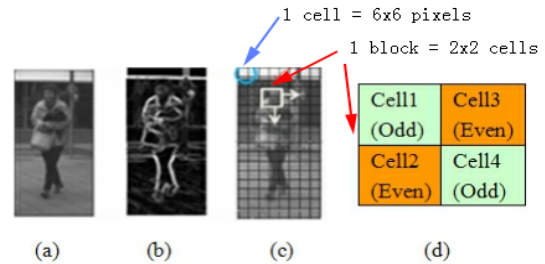 1 cell = 6x6 pixels
1 block = 2x2 cells
Cell1
(Odd)
Cell3
(Even)
Cell2
(Even)
Cell4
(Odd)
(a)
(b)
(c)
(d)